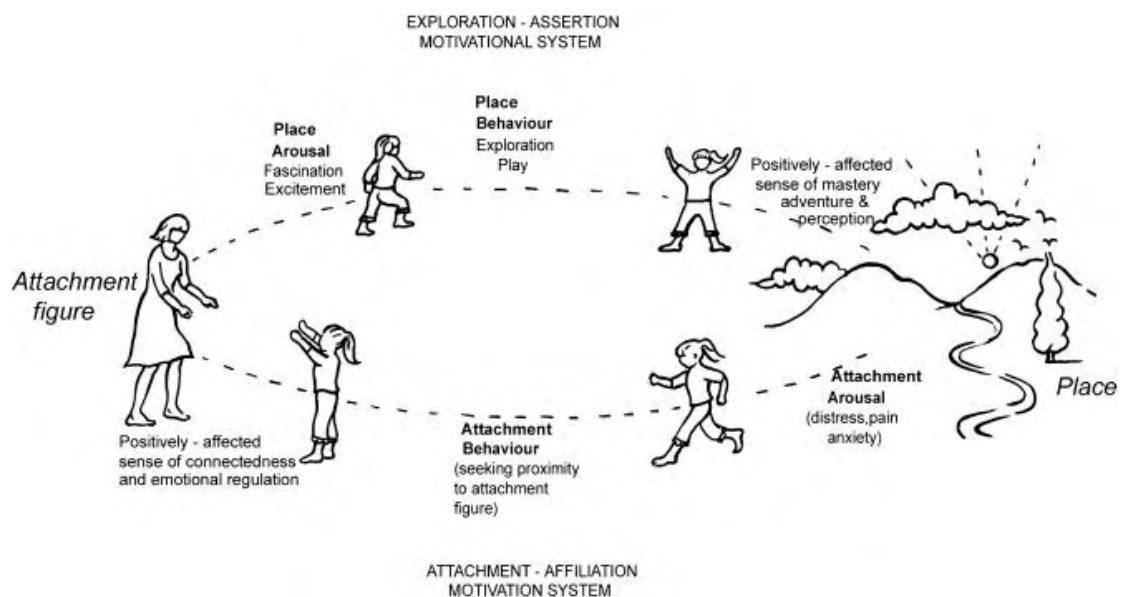 EXPLORATION - ASSERTION
MOTIVATIONAL SYSTEM
Place
Arousal
Fascination
Excitement
Place
Behaviour
Exploration
Play
Positively - affected
sense of mastery
adventure &
perception
Attachment
figure
Place
Attachment
Arousal
(distress,pain
anxiety)
Attachment
Behaviour
(seeking proximity
to attachment
figure)
Positively - affected
sense of connectedness
and emotional regulation
ATTACHMENT - AFFILIATION
MOTIVATION SYSTEM